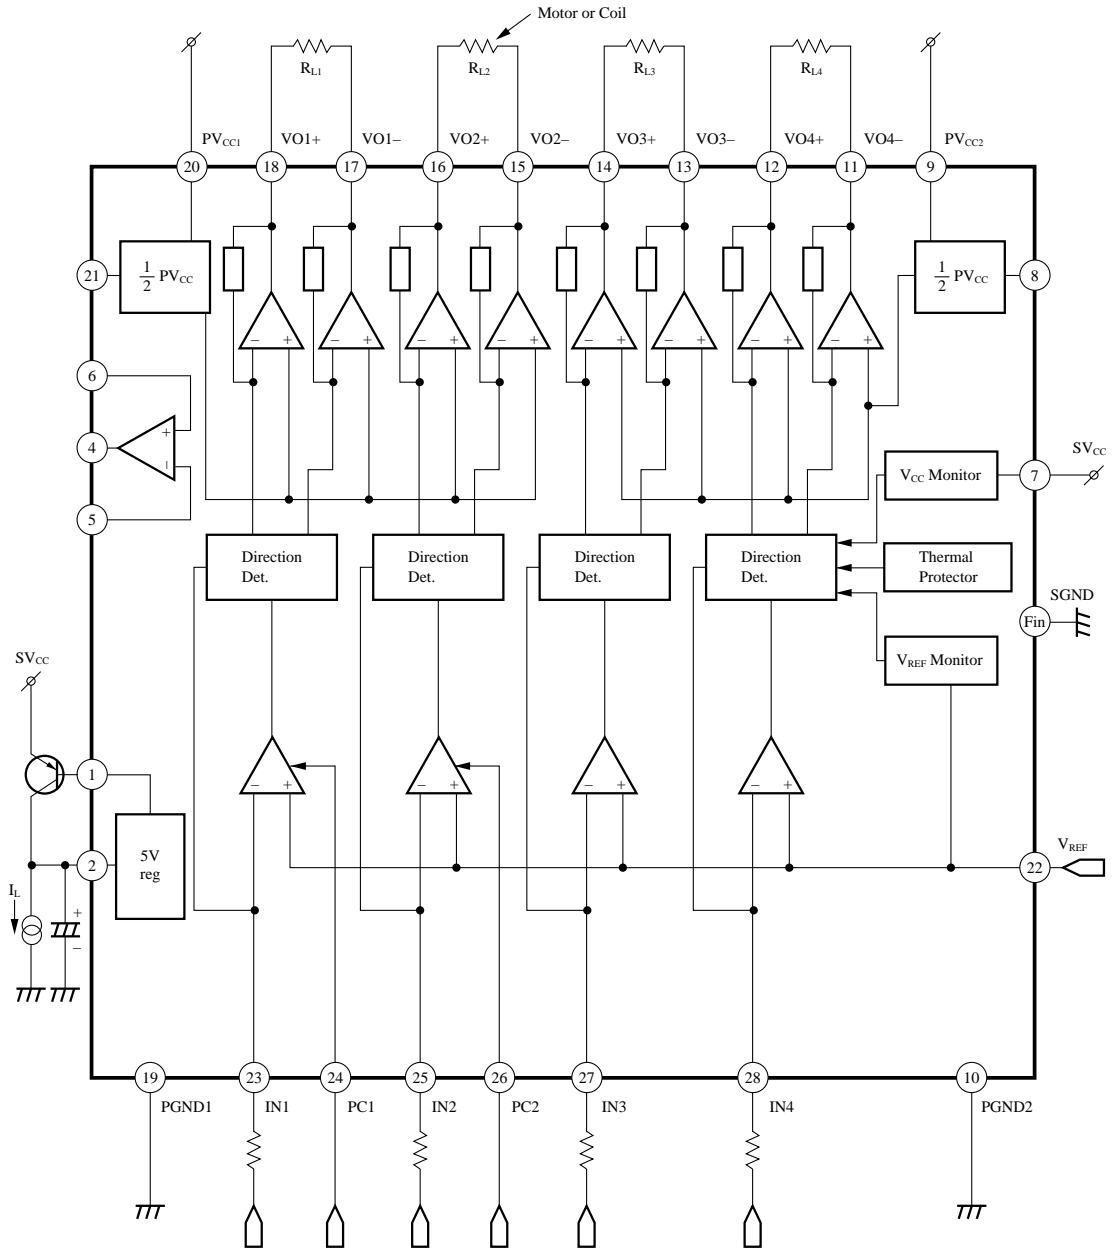 Motor or Coil
RL1 RL2 RL3 RL4
PVCC1 VO1+ VO1– VO2+ VO2– VO3+ VO3– VO4+ VO4– PVCC2
20 18 17 16 15 14 13 12 11 9
21 1/2 PVCC 1/2 PVCC 8
– + – + – + – + – + – + – + – +
6
+
4
–
5
SVCC
VCC Monitor 7
Direction Det. Direction Det. Direction Det. Direction Det. Thermal Protector
SGND
Fin
VREF Monitor
SVCC
1
– + – + – + – +
5V
reg
2
VREF
22
IL
+
–
19 23 24 25 26 27 28 10
PGND1 IN1 PC1 IN2 PC2 IN3 IN4 PGND2